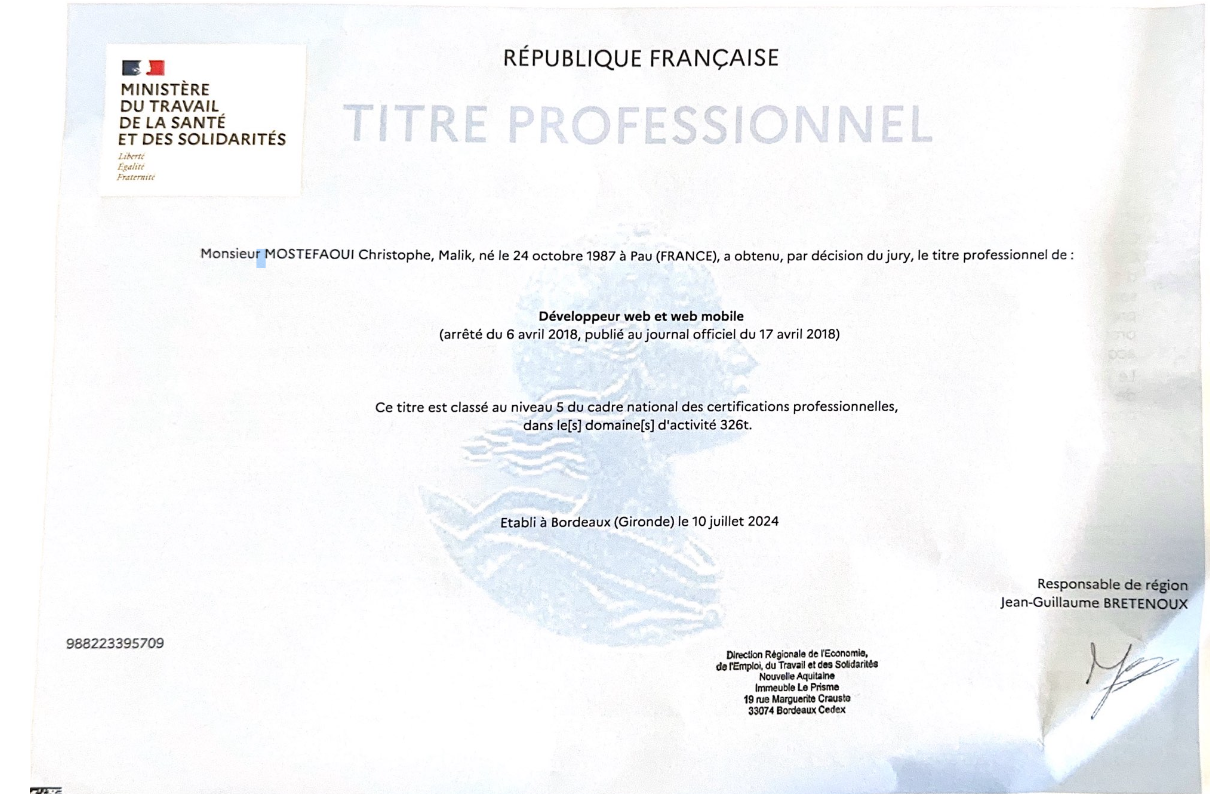 RÉPUBLIQUE FRANÇAISE
TITRE PROFESSIONNEL
MINISTÈRE
DU TRAVAIL
DE LA SANTÉ
ET DES SOLIDARITÉS
Liberté
Égalité
Fraternité
Monsieur MOSTEFAOUI Christophe, Malik, né le 24 octobre 1987 à Pau (FRANCE), a obtenu, par décision du jury, le titre professionnel de :
Développeur web et web mobile
(arrêté du 6 avril 2018, publié au journal officiel du 17 avril 2018)
Ce titre est classé au niveau 5 du cadre national des certifications professionnelles,
dans le[s] domaine[s] d'activité 326t.
Etabli à Bordeaux (Gironde) le 10 juillet 2024
Responsable de région
Jean-Guillaume BRETENOUX
988223395709
Direction Régionale de l'Economie,
de l'Emploi, du Travail et des Solidarités
Nouvelle Aquitaine
Immeuble Le Prisme
19 rue Marguerite Crauste
33074 Bordeaux Cedex